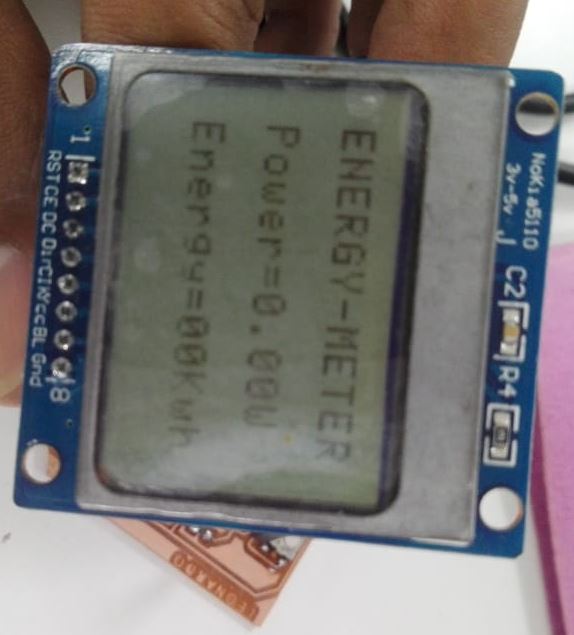 Nokia5110
3v-5v
C2
R4
ENERGY-METER
Power=0.00W
Energy=00Kwh
1
8
RST CE DC Din Clk Vcc BL Gnd
LEONARDO